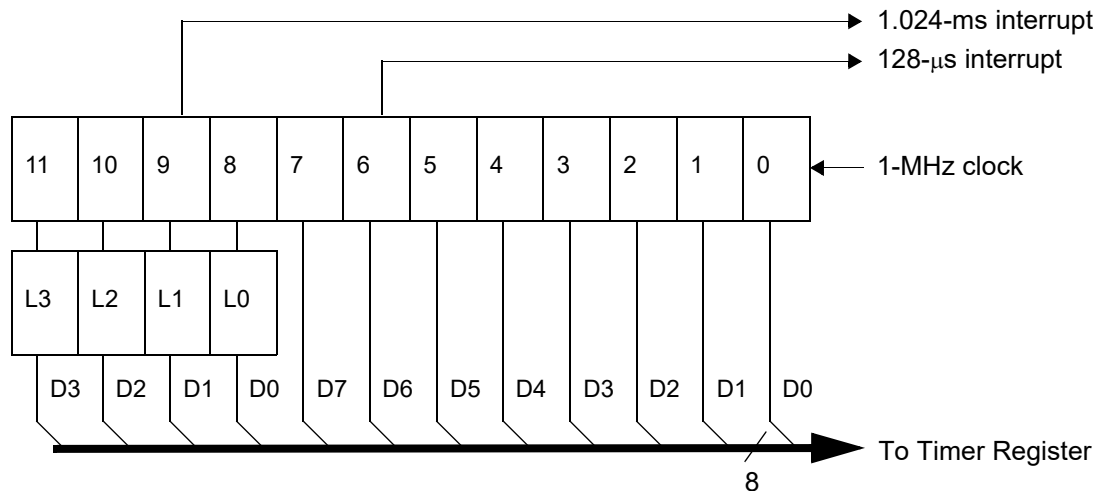 1.024-ms interrupt
128-μs interrupt
11 10 9 8 7 6 5 4 3 2 1 0
1-MHz clock
L3 L2 L1 L0
D3 D2 D1 D0 D7 D6 D5 D4 D3 D2 D1 D0
To Timer Register
8